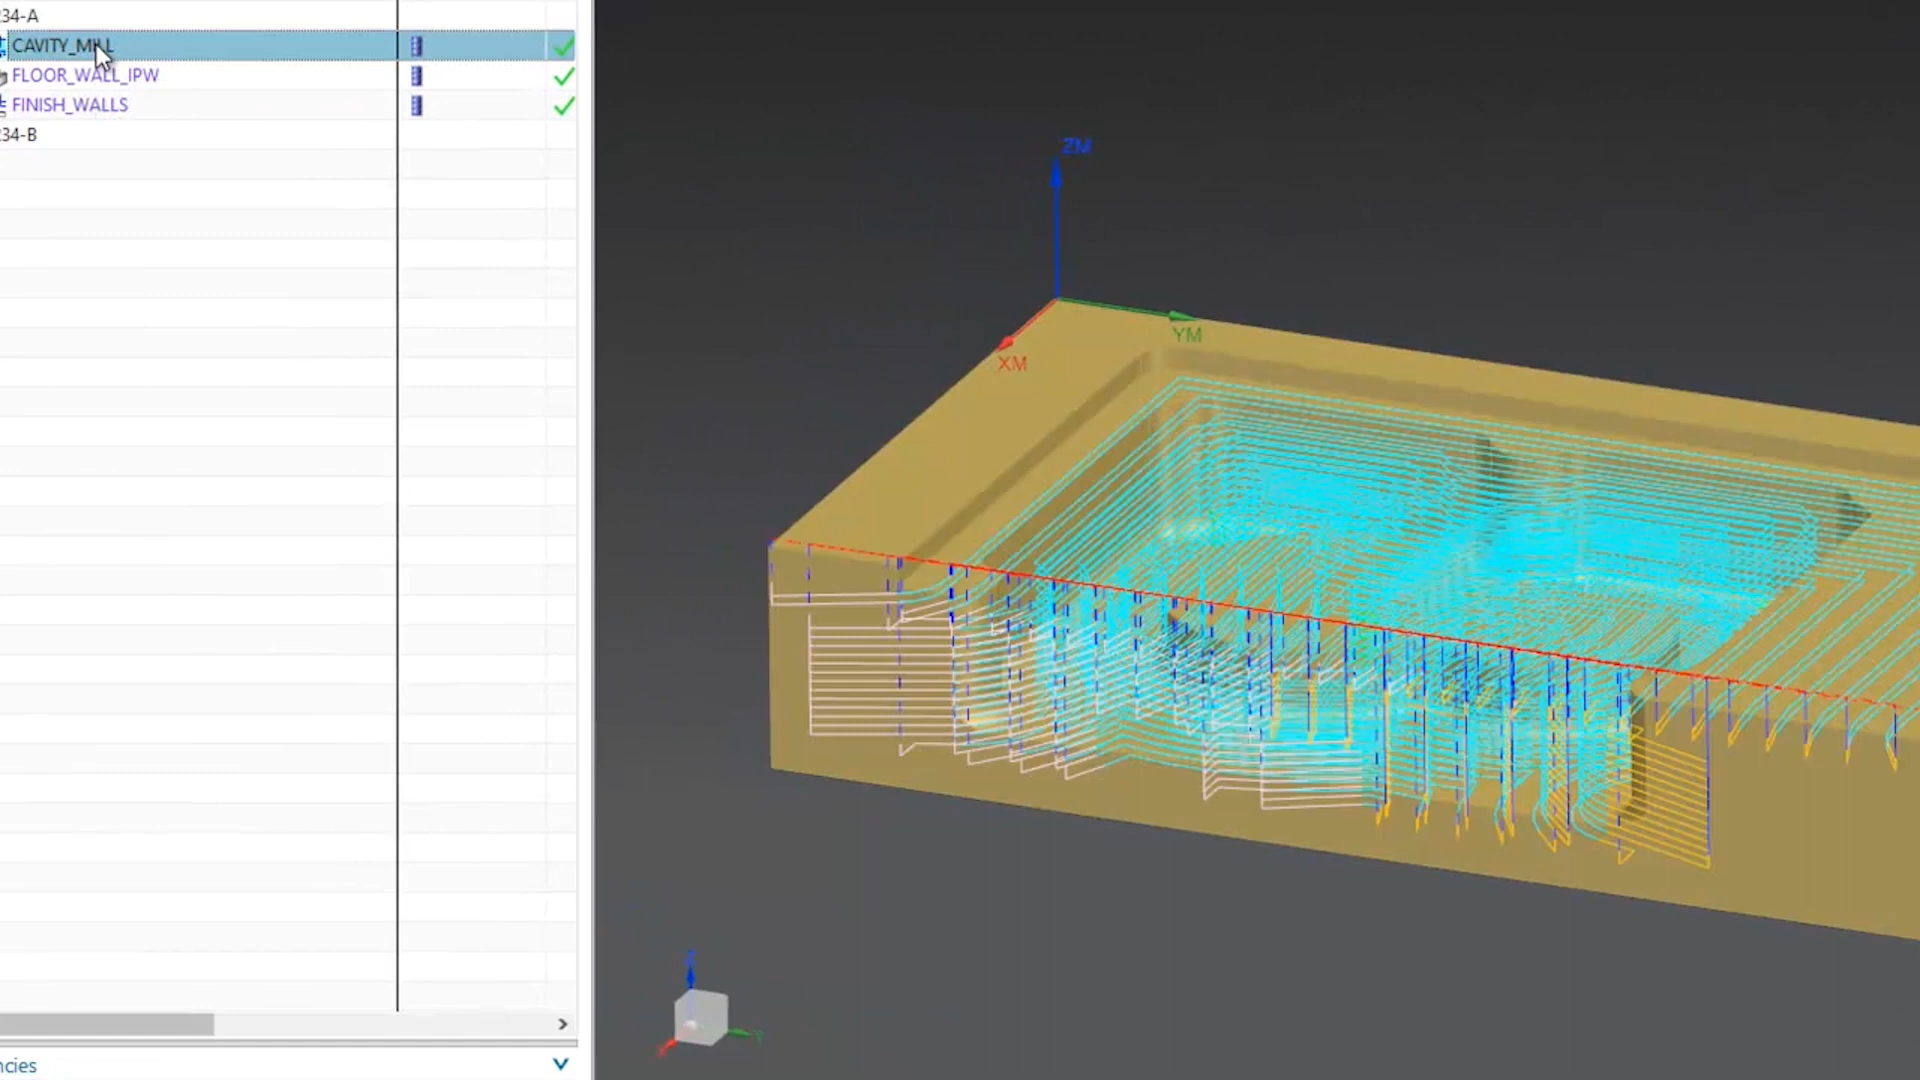 34-A
CAVITY_MILL
FLOOR_WALL_IPW
FINISH_WALLS
34-B
ZM
YM
XM
Z
Y
X
ncies